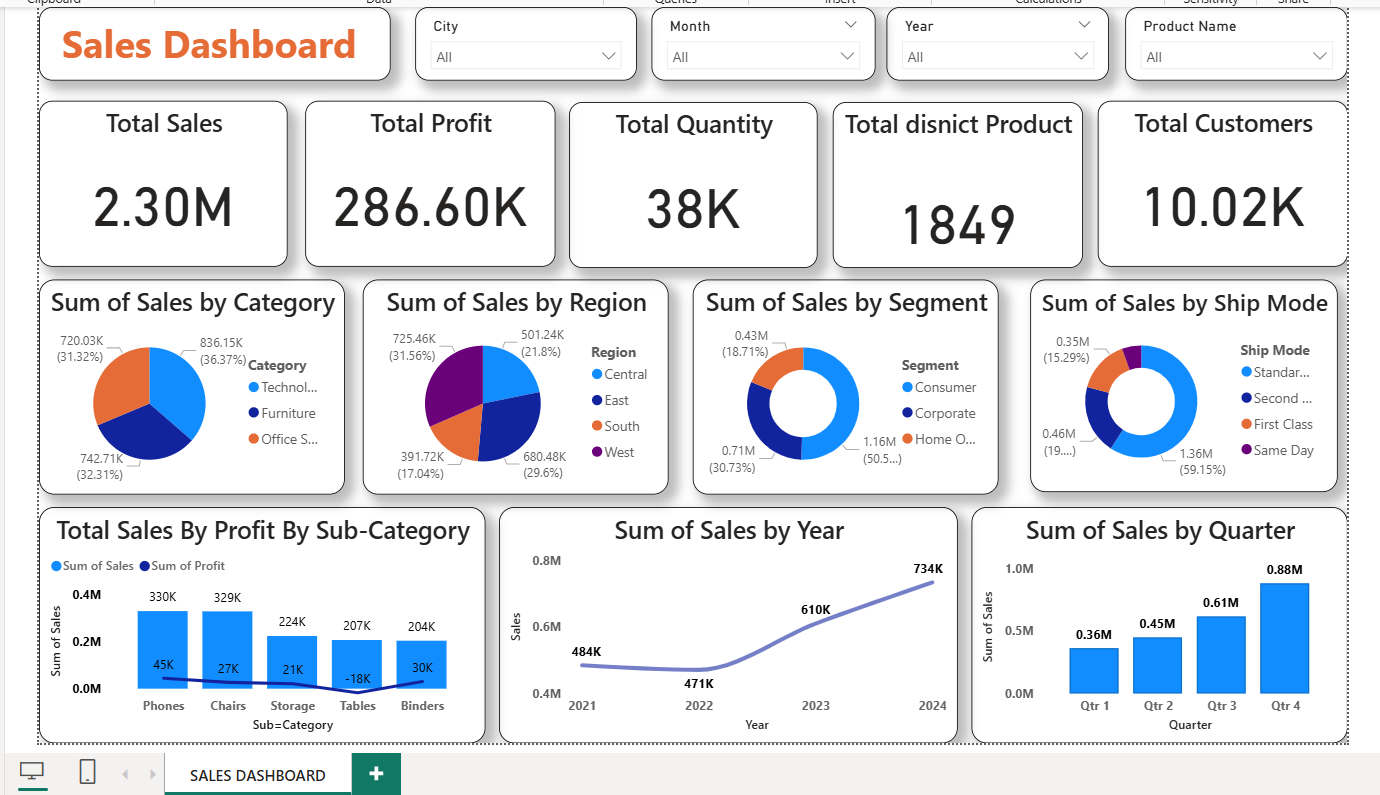 Clipboard
Data
Queries
Insert
Calculations
Sensitivity
Share
Sales Dashboard
City
All
Month
All
Year
All
Product Name
All
Total Sales
2.30M
Total Profit
286.60K
Total Quantity
38K
Total disnict Product
1849
Total Customers
10.02K
Sum of Sales by Category
720.03K
(31.32%)
836.15K
(36.37%)
742.71K
(32.31%)
Category
Technol...
Furniture
Office S...
Sum of Sales by Region
725.46K
(31.56%)
501.24K
(21.8%)
391.72K
(17.04%)
680.48K
(29.6%)
Region
Central
East
South
West
Sum of Sales by Segment
0.43M
(18.71%)
0.71M
(30.73%)
1.16M
(50.5...)
Segment
Consumer
Corporate
Home O...
Sum of Sales by Ship Mode
0.35M
(15.29%)
0.46M
(19....)
1.36M
(59.15%)
Ship Mode
Standar...
Second ...
First Class
Same Day
Total Sales By Profit By Sub-Category
Sum of Sales Sum of Profit
Sum of Sales
0.4M
0.2M
0.0M
330K 329K 224K 207K 204K
45K 27K 21K -18K 30K
Phones Chairs Storage Tables Binders
Sub=Category
Sum of Sales by Year
Sales
0.8M
0.6M
0.4M
484K 471K 610K 734K
2021 2022 2023 2024
Year
Sum of Sales by Quarter
Sum of Sales
1.0M
0.5M
0.0M
0.36M 0.45M 0.61M 0.88M
Qtr 1 Qtr 2 Qtr 3 Qtr 4
Quarter
SALES DASHBOARD
+